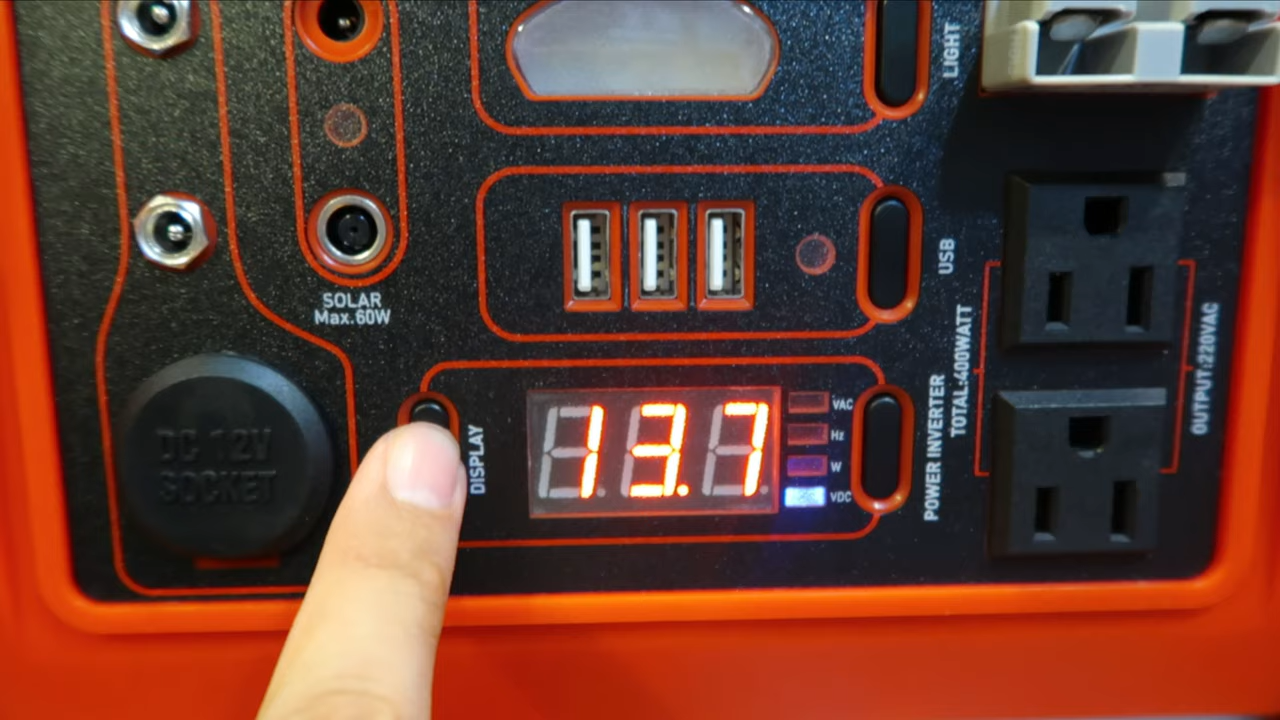 LIGHT
USB
SOLAR
Max.60W
DC 12V
SOCKET
DISPLAY
13.7
VAC
Hz
W
VDC
POWER INVERTER
TOTAL:400WATT
OUTPUT:220VAC